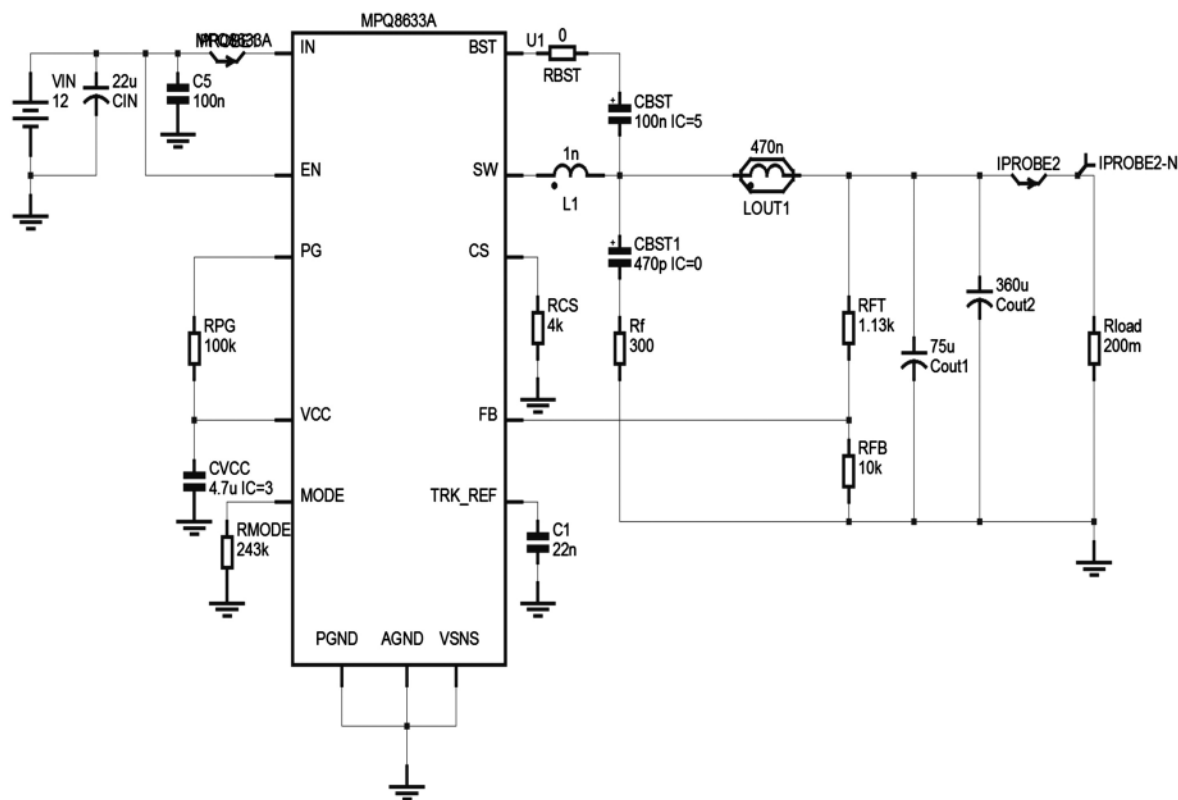 MPQ8633A
IN
BST
U1
0
RBST
VIN
12
22u
CIN
C5
100n
CBST
100n IC=5
EN
SW
1n
L1
470n
LOUT1
IPROBE2
IPROBE2-N
PG
CS
CBST1
470p IC=0
RPG
100k
RCS
4k
Rf
300
RFT
1.13k
75u
Cout1
360u
Cout2
Rload
200m
VCC
FB
CVCC
4.7u IC=3
RFB
10k
MODE
TRK_REF
RMODE
243k
C1
22n
PGND
AGND
VSNS